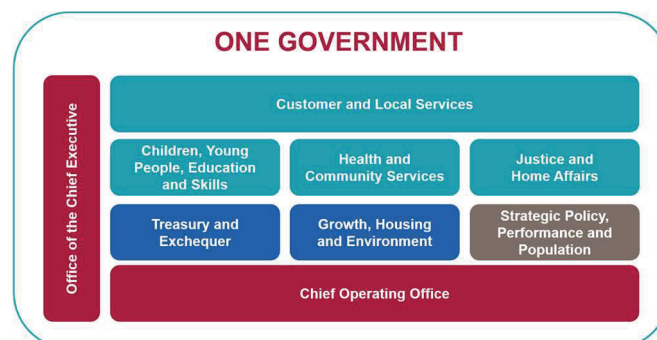 ONE GOVERNMENT
Office of the Chief Executive
Customer and Local Services
Children, Young
People, Education
and Skills
Health and
Community Services
Justice and
Home Affairs
Treasury and
Exchequer
Growth, Housing
and Environment
Strategic Policy,
Performance and
Population
Chief Operating Office